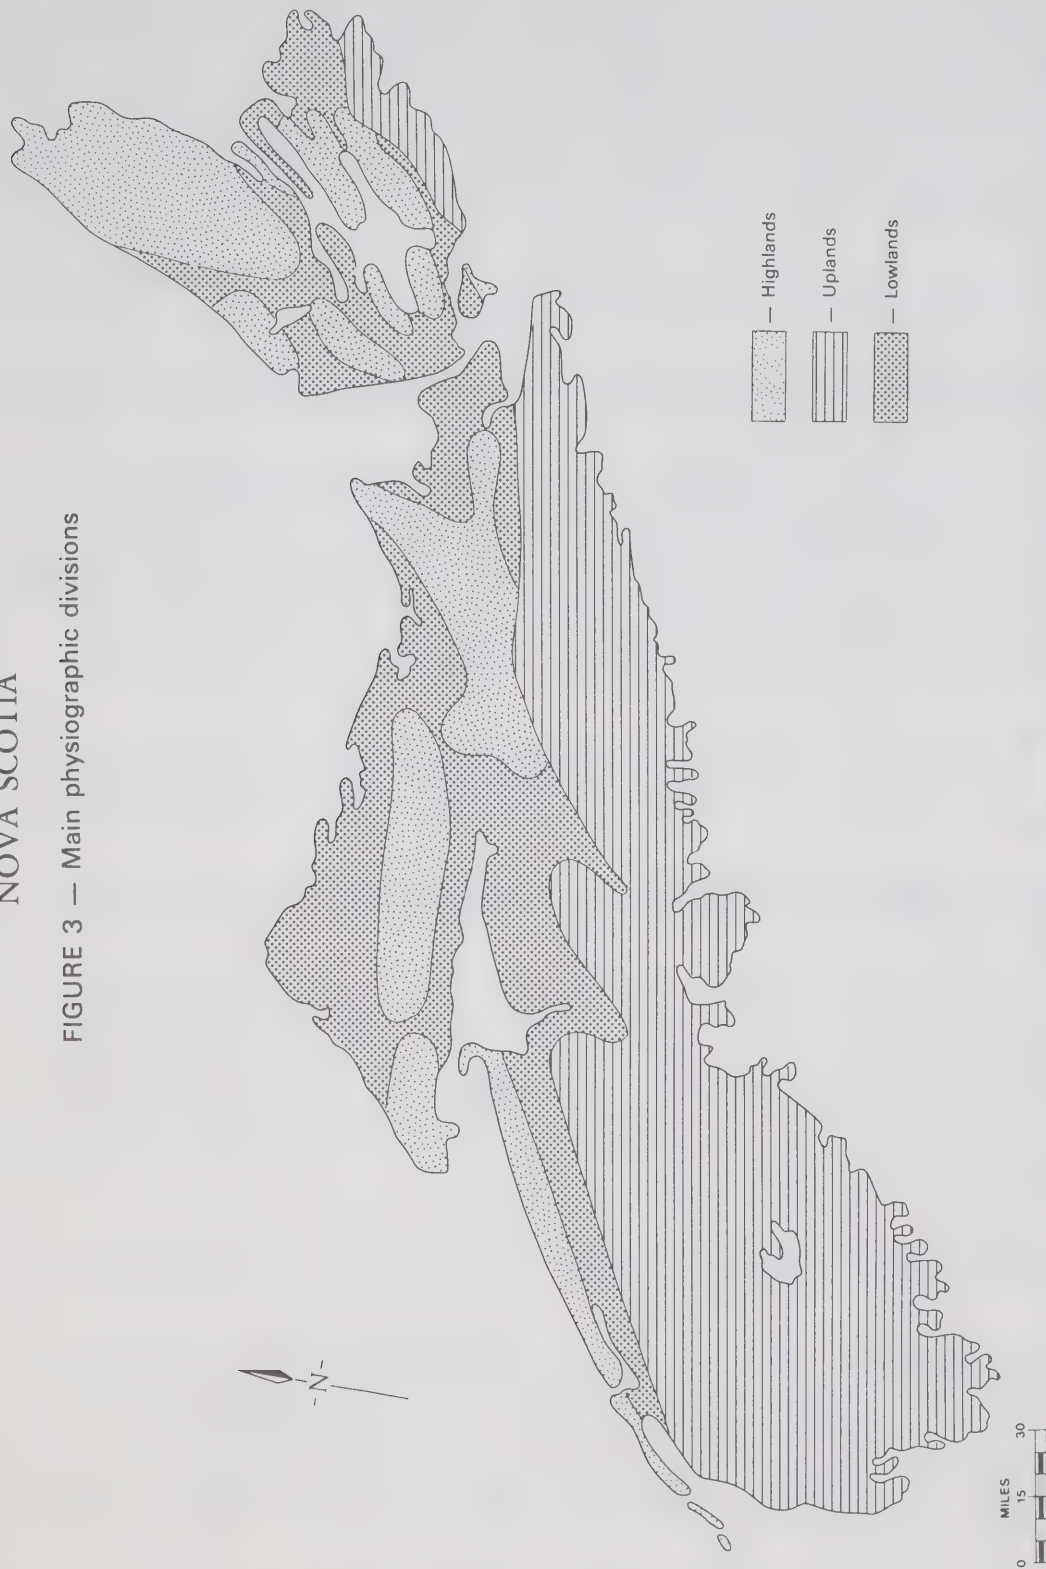 NOVA SCOTIA
FIGURE 3 — Main physiographic divisions
— Highlands
— Uplands
— Lowlands
-N-
MILES
0 15 30